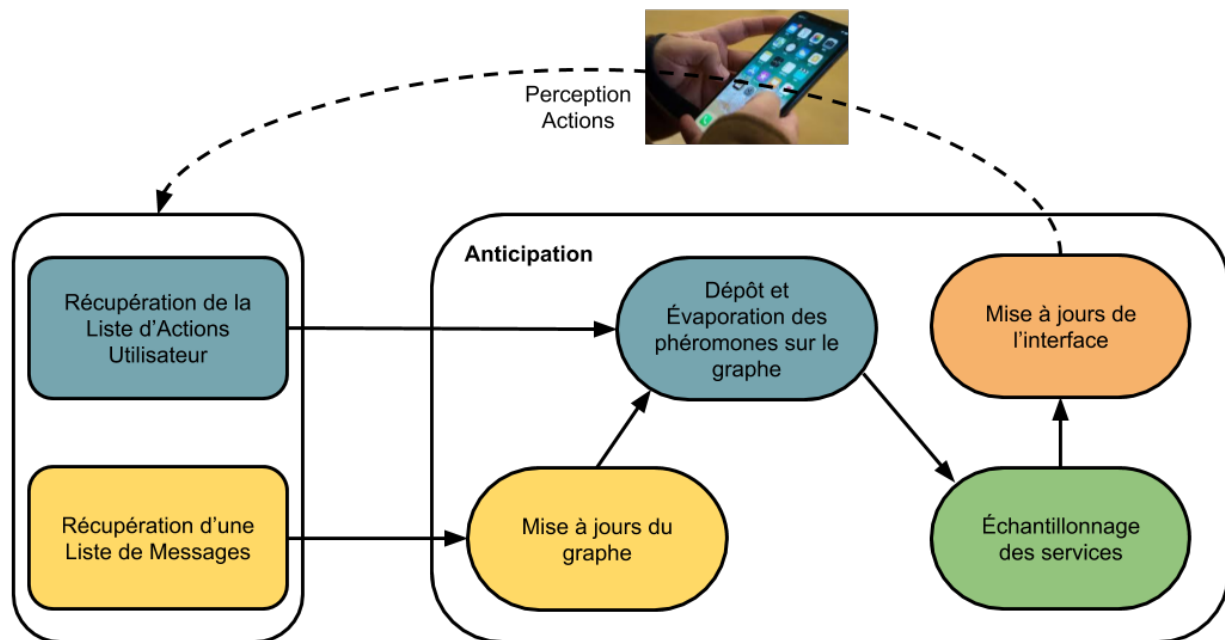 Perception
Actions
Récupération de la
Liste d'Actions
Utilisateur
Récupération d'une
Liste de Messages
Anticipation
Dépôt et
Évaporation des
phéromones sur le
graphe
Mise à jours du
graphe
Mise à jours de
l'interface
Échantillonnage
des services